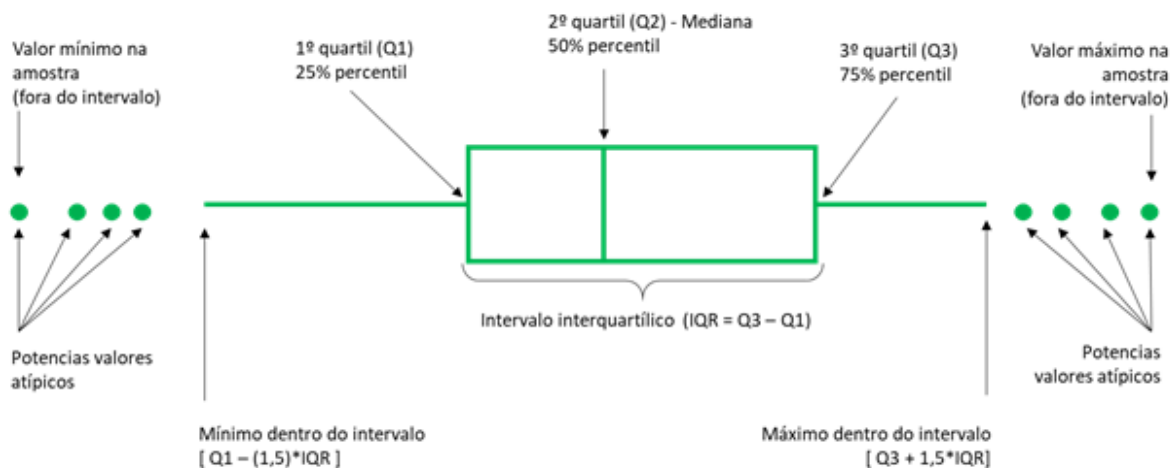 Valor mínimo na
amostra
(fora do intervalo)
1º quartil (Q1)
25% percentil
2º quartil (Q2) - Mediana
50% percentil
3º quartil (Q3)
75% percentil
Valor máximo na
amostra
(fora do intervalo)
Intervalo interquartílico (IQR = Q3 – Q1)
Potencias valores
atípicos
Potencias
valores atípicos
Mínimo dentro do intervalo
[ Q1 – (1,5)*IQR ]
Máximo dentro do intervalo
[ Q3 + 1,5*IQR]